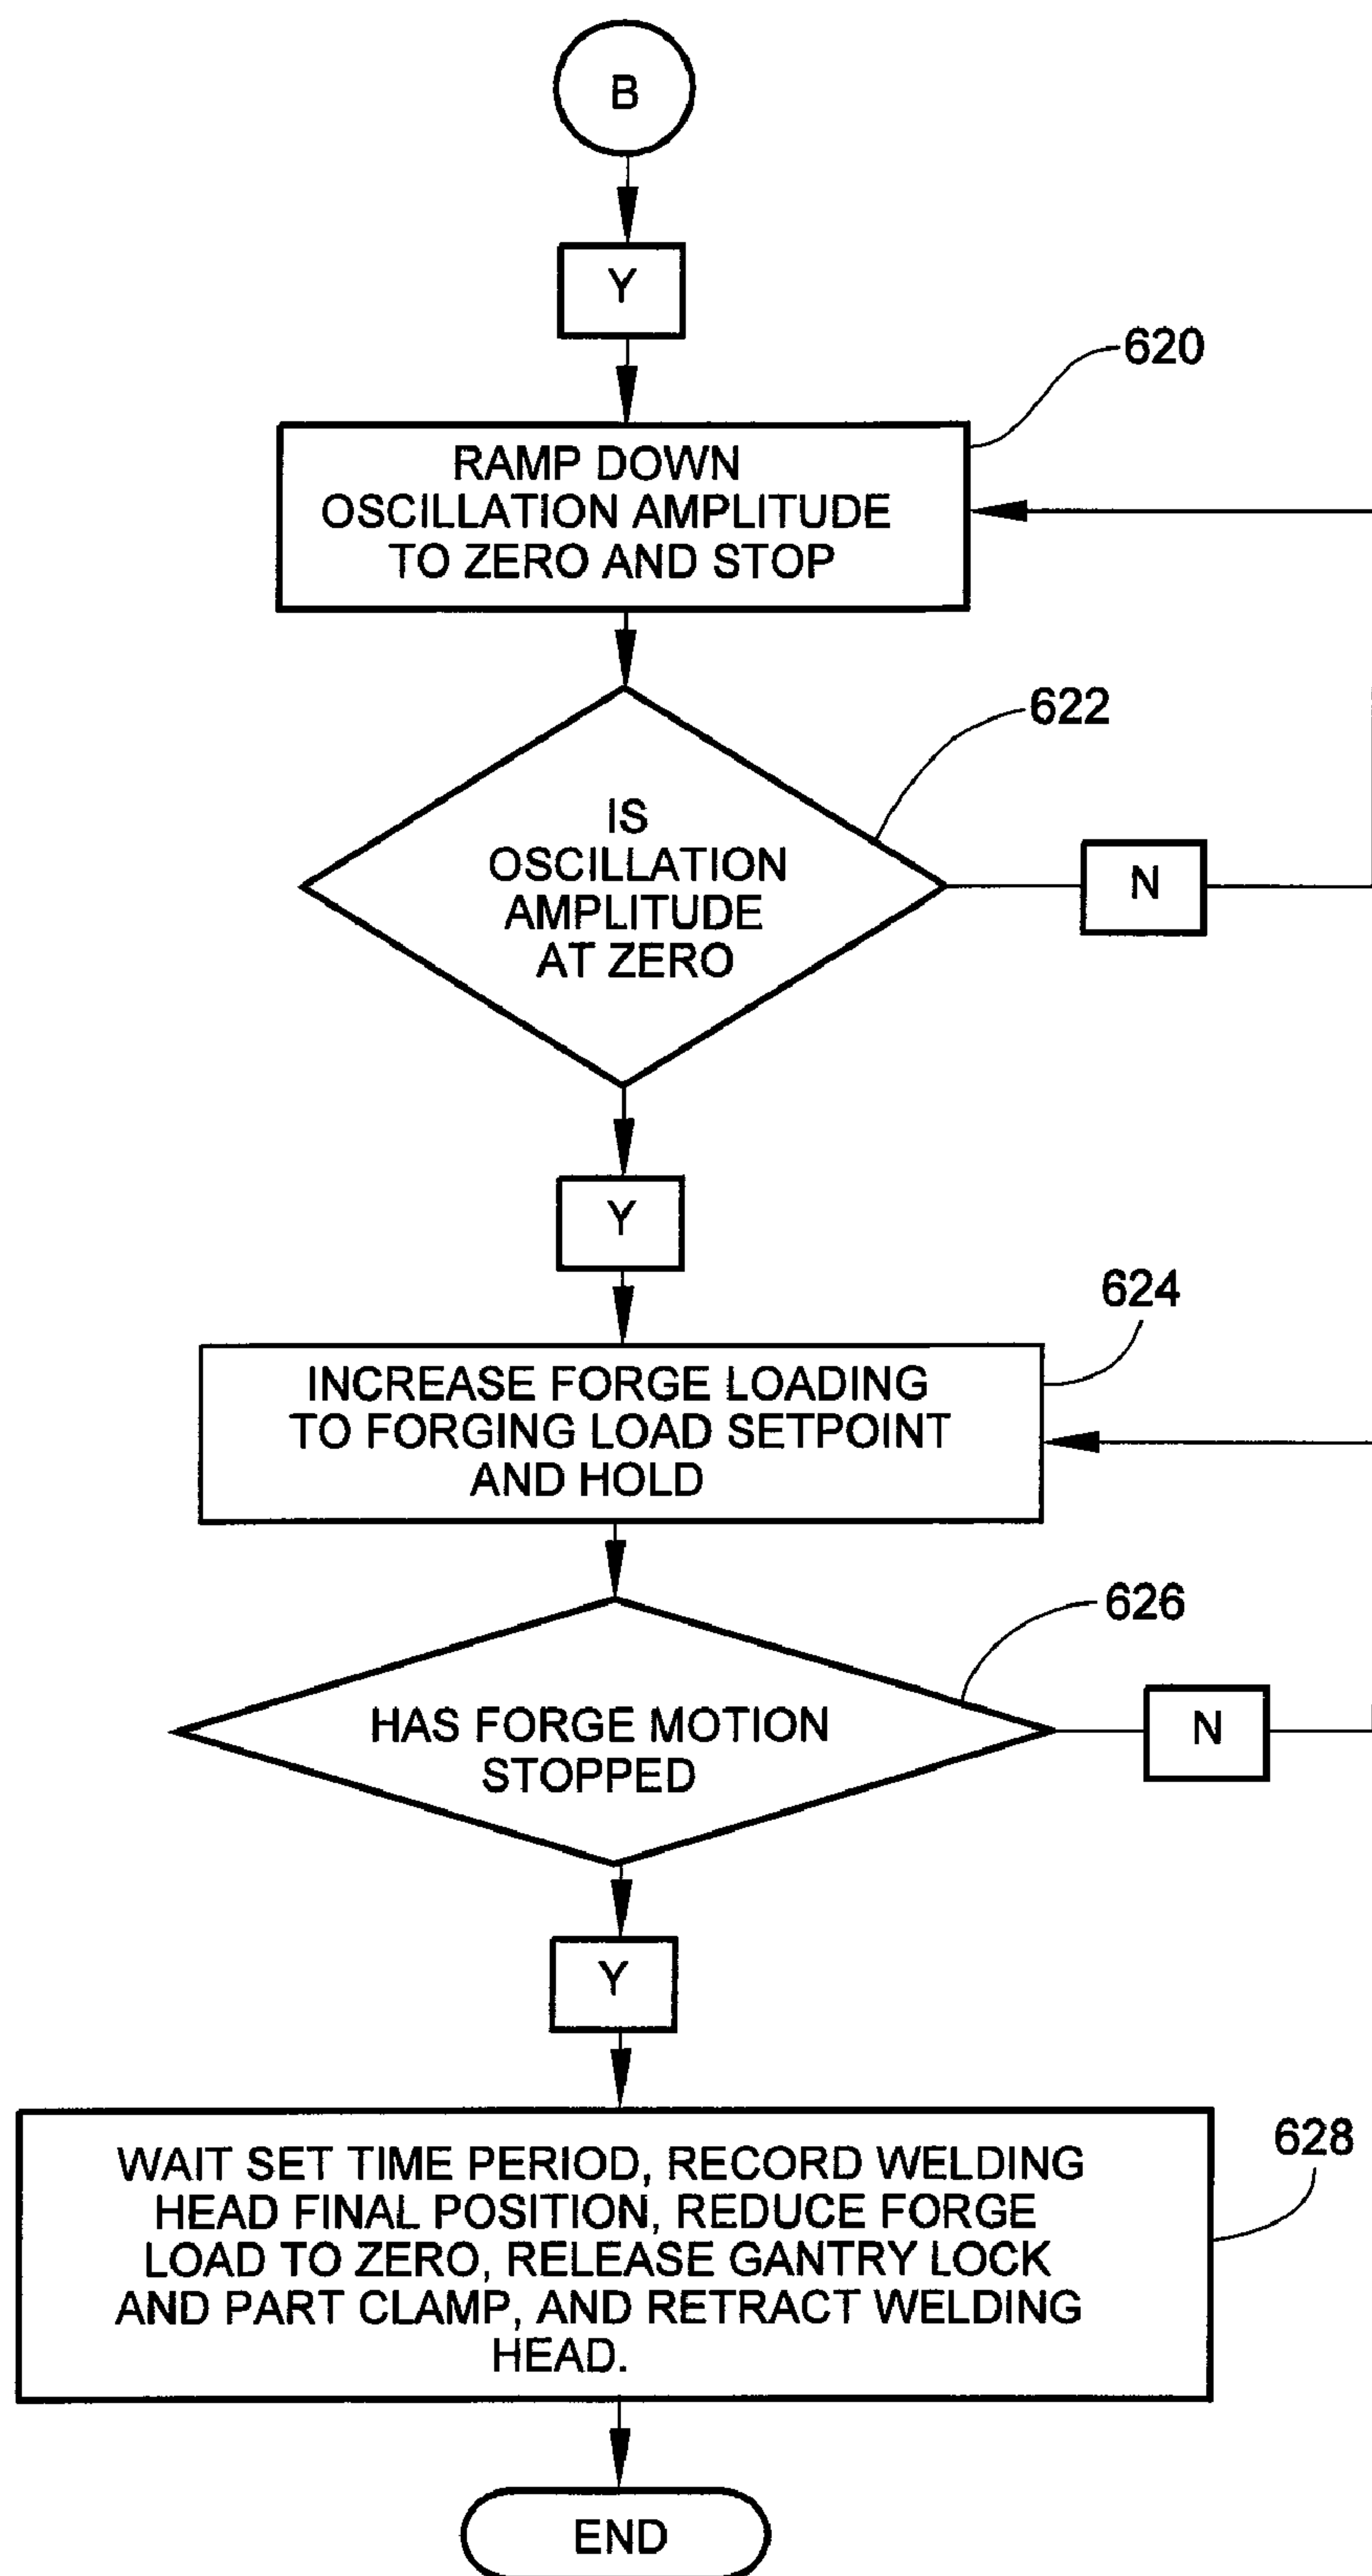 B
Y
620
RAMP DOWN
OSCILLATION AMPLITUDE
TO ZERO AND STOP
622
IS
OSCILLATION
AMPLITUDE
AT ZERO
N
Y
624
INCREASE FORGE LOADING
TO FORGING LOAD SETPOINT
AND HOLD
626
HAS FORGE MOTION
STOPPED
N
Y
628
WAIT SET TIME PERIOD, RECORD WELDING
HEAD FINAL POSITION, REDUCE FORGE
LOAD TO ZERO, RELEASE GANTRY LOCK
AND PART CLAMP, AND RETRACT WELDING
HEAD.
END